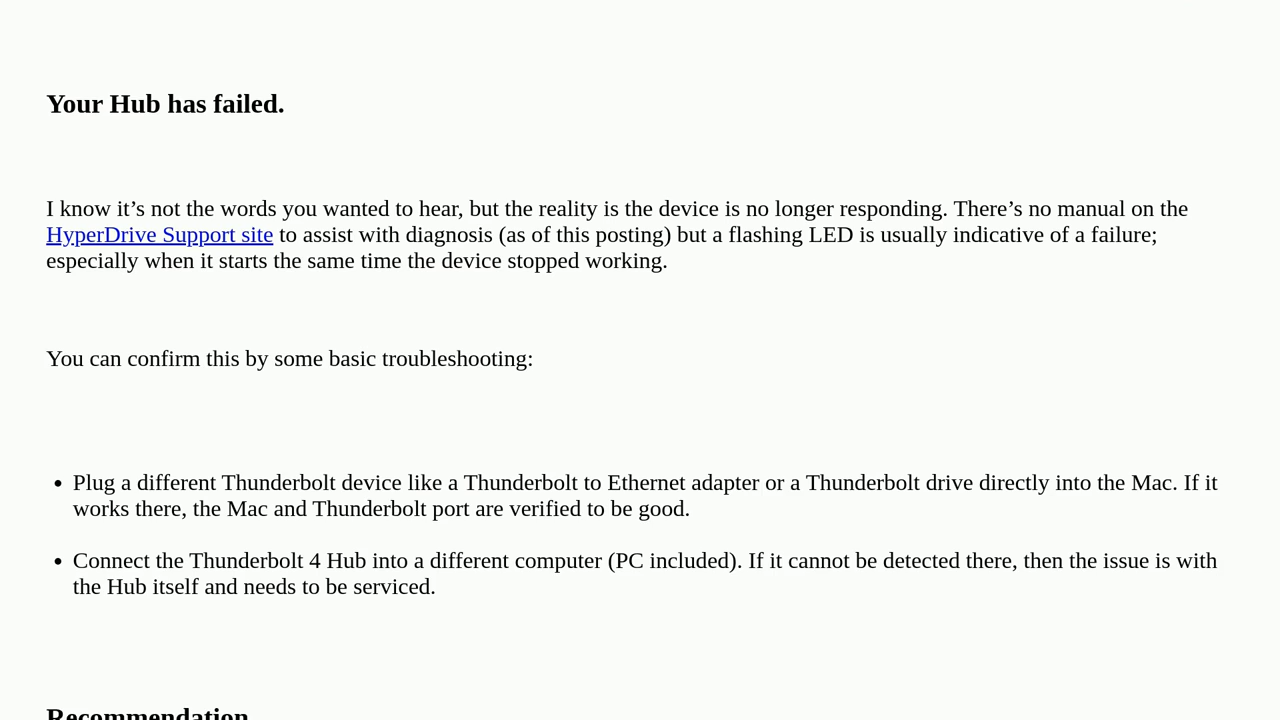 Your Hub has failed.
I know it’s not the words you wanted to hear, but the reality is the device is no longer responding. There’s no manual on the
HyperDrive Support site to assist with diagnosis (as of this posting) but a flashing LED is usually indicative of a failure;
especially when it starts the same time the device stopped working.
You can confirm this by some basic troubleshooting:
• Plug a different Thunderbolt device like a Thunderbolt to Ethernet adapter or a Thunderbolt drive directly into the Mac. If it
works there, the Mac and Thunderbolt port are verified to be good.
• Connect the Thunderbolt 4 Hub into a different computer (PC included). If it cannot be detected there, then the issue is with
the Hub itself and needs to be serviced.
Recommendation